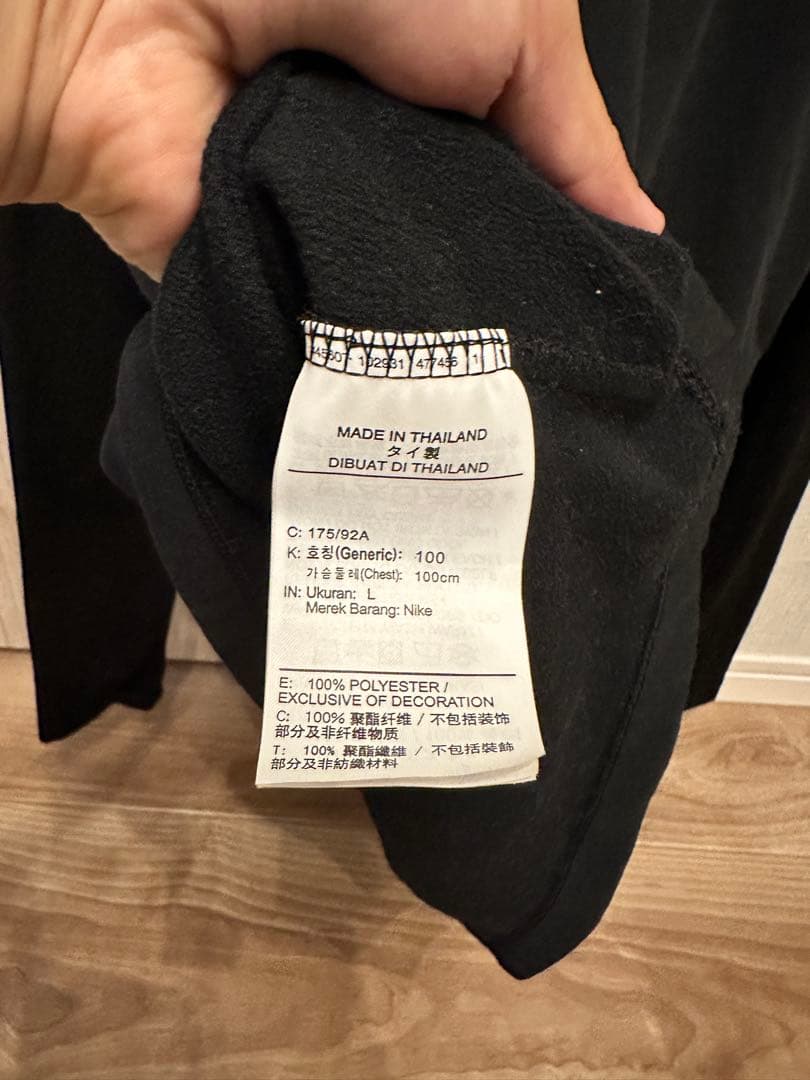 102931 477456
MADE IN THAILAND
タイ製
DIBUAT DI THAILAND
C: 175/92A
K: 호칭(Generic): 100
가슴둘레(Chest): 100cm
IN: Ukuran: L
Merek Barang: Nike
E: 100% POLYESTER /
EXCLUSIVE OF DECORATION
C: 100% 聚酯纤维 / 不包括装饰
部分及非纤维物质
T: 100% 聚酯纖維 / 不包括裝飾
部分及非紡織材料